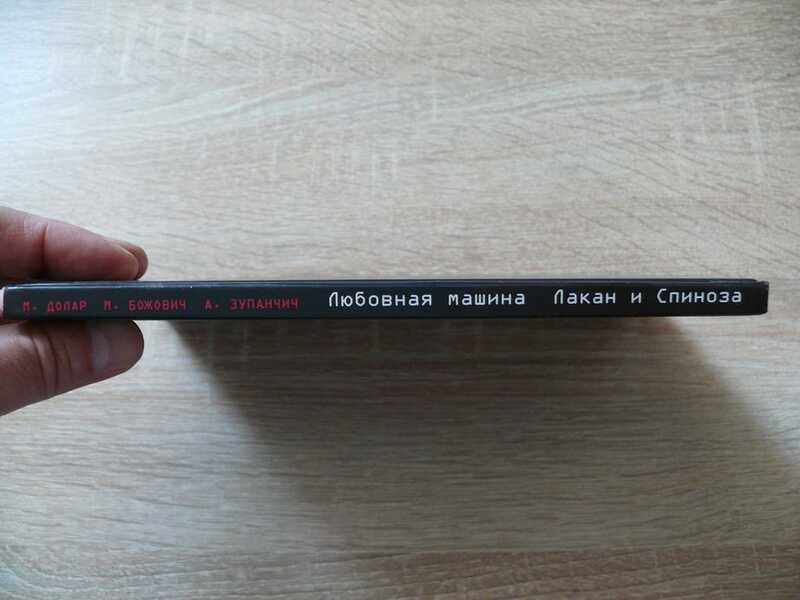 М. ДОЛАР М. БОЖОВИЧ А. ЗУПАНЧИЧ Любовная машина Лакан и Спиноза